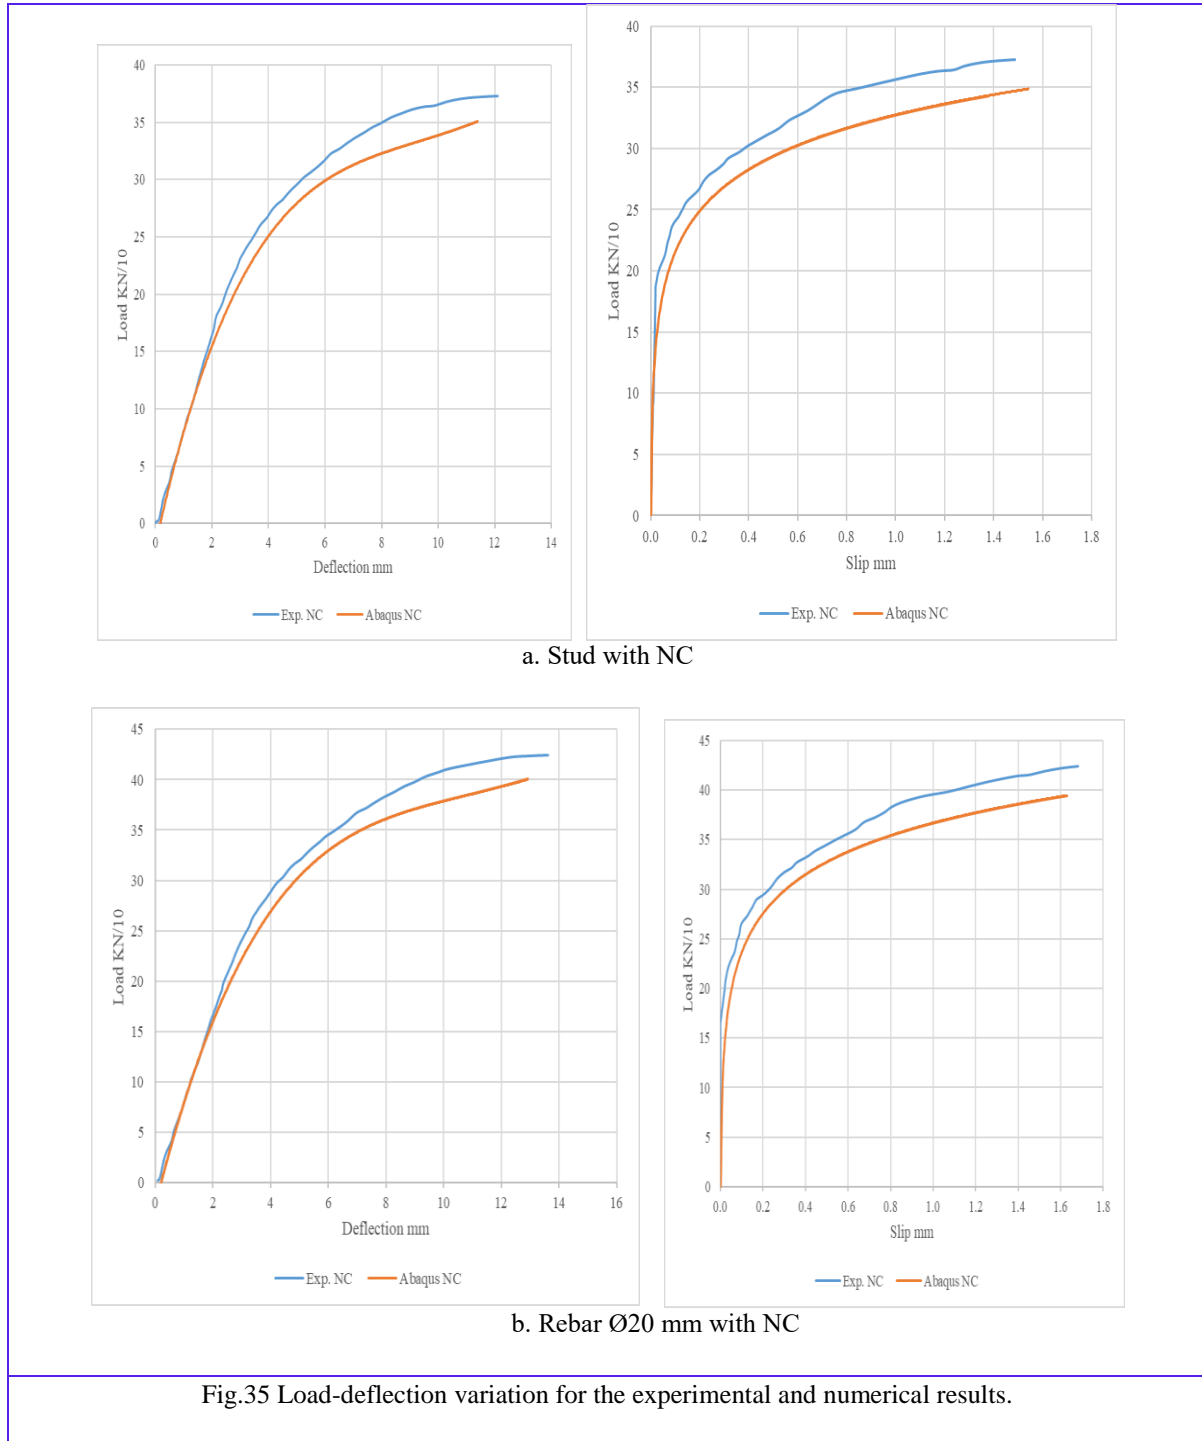 40
35
30
25
20
15
10
5
0
Load KN/10
0 2 4 6 8 10 12 14
Deflection mm
Exp. NC Abaqus NC
40
35
30
25
20
15
10
5
0
Load KN/10
0.0 0.2 0.4 0.6 0.8 1.0 1.2 1.4 1.6 1.8
Slip mm
Exp. NC Abaqus NC
a. Stud with NC
45
40
35
30
25
20
15
10
5
0
Load KN/10
0 2 4 6 8 10 12 14 16
Deflection mm
Exp. NC Abaqus NC
45
40
35
30
25
20
15
10
5
0
Load KN/10
0.0 0.2 0.4 0.6 0.8 1.0 1.2 1.4 1.6 1.8
Slip mm
Exp. NC Abaqus NC
b. Rebar Ø20 mm with NC
Fig.35 Load-deflection variation for the experimental and numerical results.